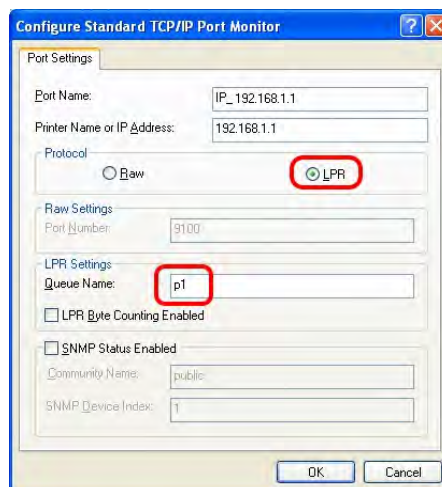 Configure Standard TCP/IP Port Monitor
Port Settings
Port Name: IP_192.168.1.1
Printer Name or IP Address: 192.168.1.1
Protocol
Raw LPR
Raw Settings
Port Number: 9100
LPR Settings
Queue Name: p1
LPR Byte Counting Enabled
SNMP Status Enabled
Community Name: public
SNMP Device Index: 1
OK Cancel